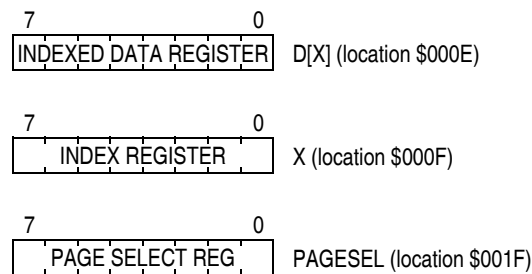 7 0
INDEXED DATA REGISTER D[X] (location $000E)
7 0
INDEX REGISTER X (location $000F)
7 0
PAGE SELECT REG PAGESEL (location $001F)